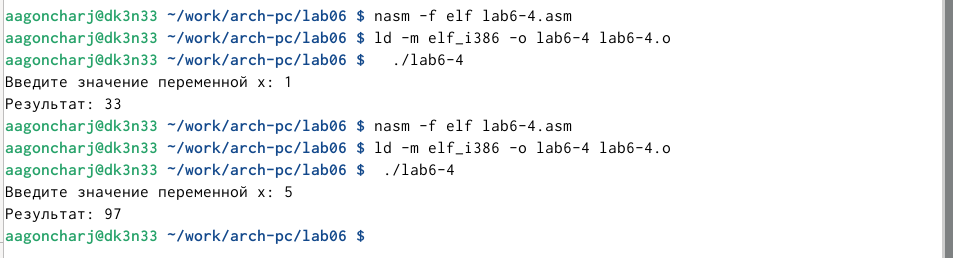 aagoncharj@dk3n33 ~/work/arch-pc/lab06 $ nasm -f elf lab6-4.asm
aagoncharj@dk3n33 ~/work/arch-pc/lab06 $ ld -m elf_i386 -o lab6-4 lab6-4.o
aagoncharj@dk3n33 ~/work/arch-pc/lab06 $   ./lab6-4
Введите значение переменной х: 1
Результат: 33
aagoncharj@dk3n33 ~/work/arch-pc/lab06 $ nasm -f elf lab6-4.asm
aagoncharj@dk3n33 ~/work/arch-pc/lab06 $ ld -m elf_i386 -o lab6-4 lab6-4.o
aagoncharj@dk3n33 ~/work/arch-pc/lab06 $  ./lab6-4
Введите значение переменной х: 5
Результат: 97
aagoncharj@dk3n33 ~/work/arch-pc/lab06 $